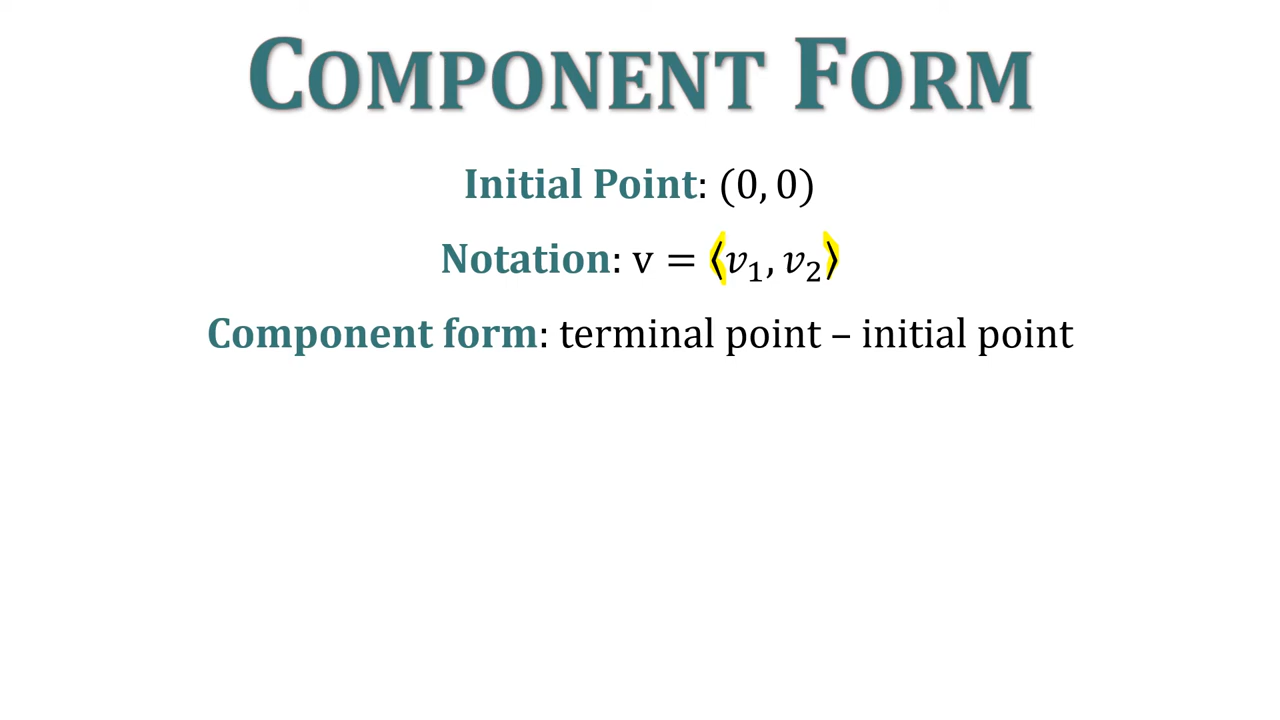 COMPONENT FORM
Initial Point: (0, 0)
Notation: v = ⟨𝑣₁, 𝑣₂⟩
Component form: terminal point – initial point